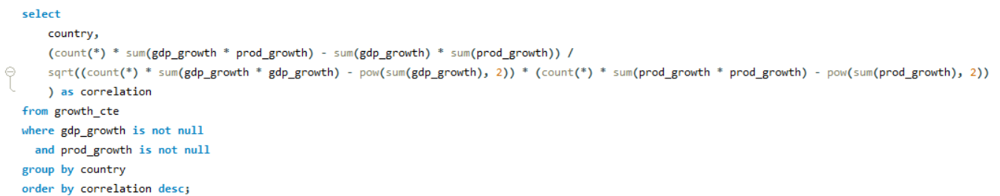 select
country,
(count(*) * sum(gdp_growth * prod_growth) - sum(gdp_growth) * sum(prod_growth)) /
sqrt((count(*) * sum(gdp_growth * gdp_growth) - pow(sum(gdp_growth), 2)) * (count(*) * sum(prod_growth * prod_growth) - pow(sum(prod_growth), 2))
) as correlation
from growth_cte
where gdp_growth is not null
and prod_growth is not null
group by country
order by correlation desc;